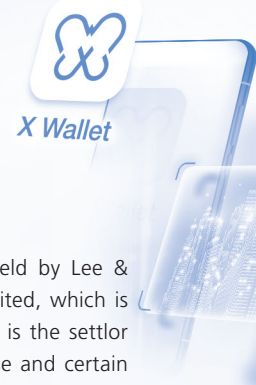 X Wallet
eld by Lee &
ited, which is
is the settlor
e and certain